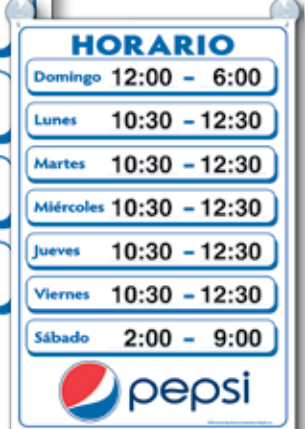 HORARIO
Domingo 12:00 - 6:00
Lunes 10:30 - 12:30
Martes 10:30 - 12:30
Miércoles 10:30 - 12:30
Jueves 10:30 - 12:30
Viernes 10:30 - 12:30
Sábado 2:00 - 9:00
pepsi